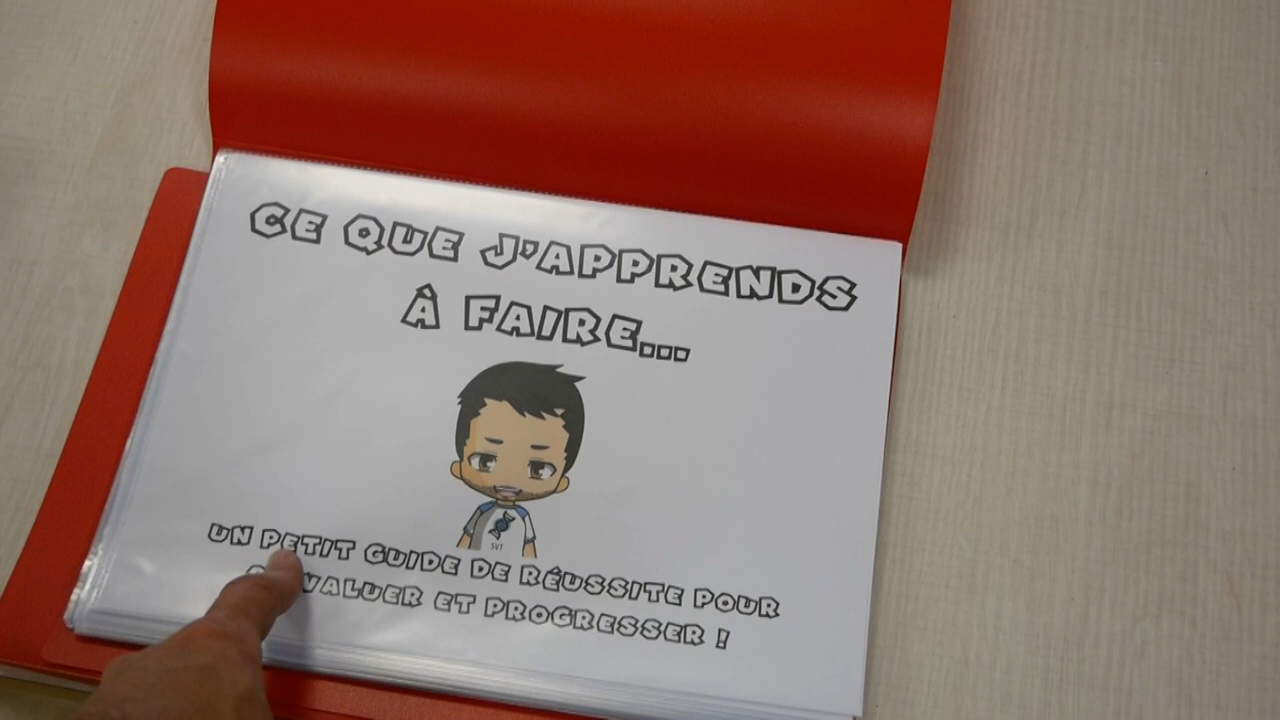 CE QUE J'APPRENDS
À FAIRE...
SVT
UN PETIT GUIDE DE RÉUSSITE POUR
ET PROGRESSER !